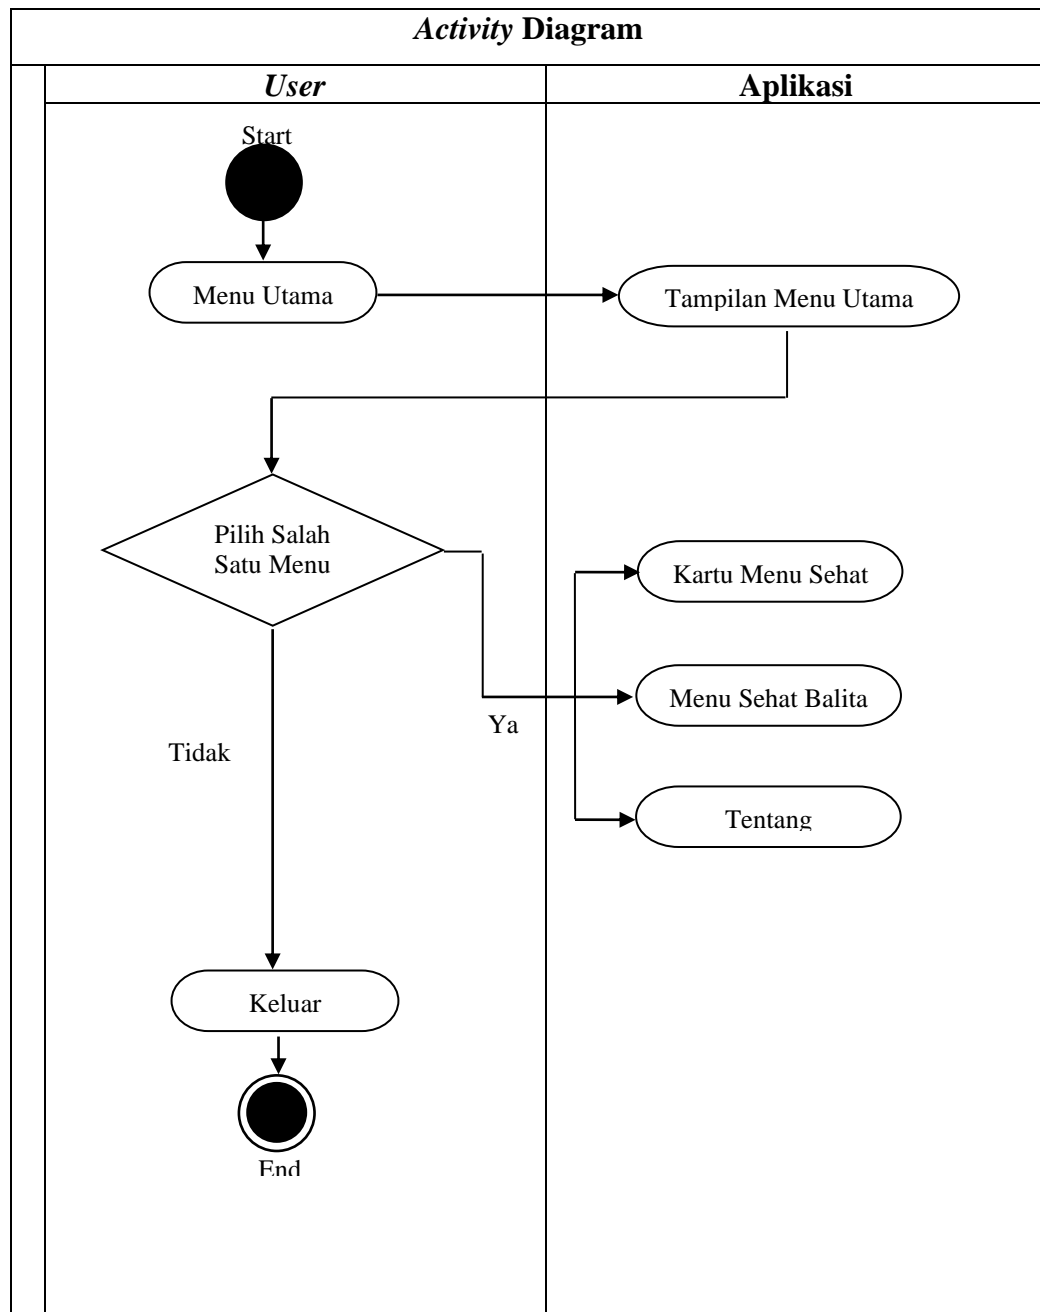 Activity Diagram
User
Aplikasi
Start
Menu Utama
Tampilan Menu Utama
Pilih Salah
Satu Menu
Kartu Menu Sehat
Menu Sehat Balita
Ya
Tidak
Tentang
Keluar
End